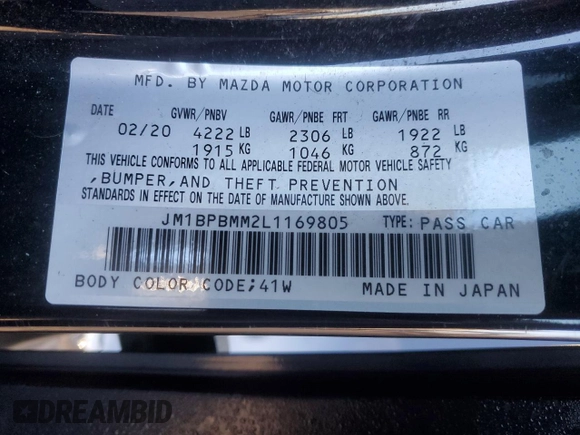 MFD. BY MAZDA MOTOR CORPORATION
DATE GVWR/PNBV GAWR/PNBE FRT GAWR/PNBE RR
02/20 4222 LB 2306 LB 1922 LB
1915 KG 1046 KG 872 KG
THIS VEHICLE CONFORMS TO ALL APPLICABLE FEDERAL MOTOR VEHICLE SAFETY
,BUMPER,AND THEFT PREVENTION
STANDARDS IN EFFECT ON THE DATE OF MANUFACTURE SHOWN ABOVE.
JM1BPBMM2L1169805 TYPE: PASS CAR
BODY COLOR CODE;41W MADE IN JAPAN
DREAMBID